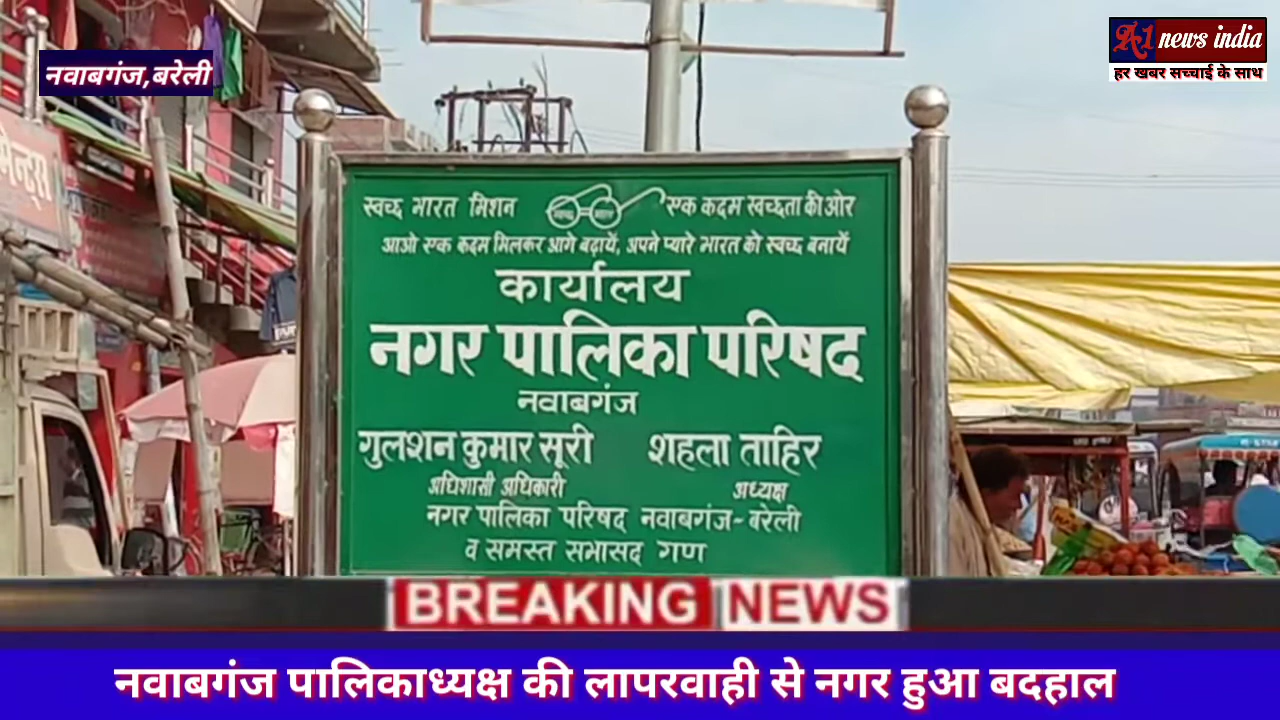 नवाबगंज,बरेली
A1 news india
हर खबर सच्चाई के साथ
स्वच्छ भारत मिशन एक कदम स्वच्छता की ओर
आओ एक कदम मिलकर आगे बढ़ायें, अपने प्यारे भारत को स्वच्छ बनायें
कार्यालय
नगर पालिका परिषद
नवाबगंज
गुलशन कुमार सूरी शहला ताहिर
अधिशासी अधिकारी अध्यक्ष
नगर पालिका परिषद नवाबगंज-बरेली
व समस्त सभासद गण
BREAKING NEWS
नवाबगंज पालिकाध्यक्ष की लापरवाही से नगर हुआ बदहाल